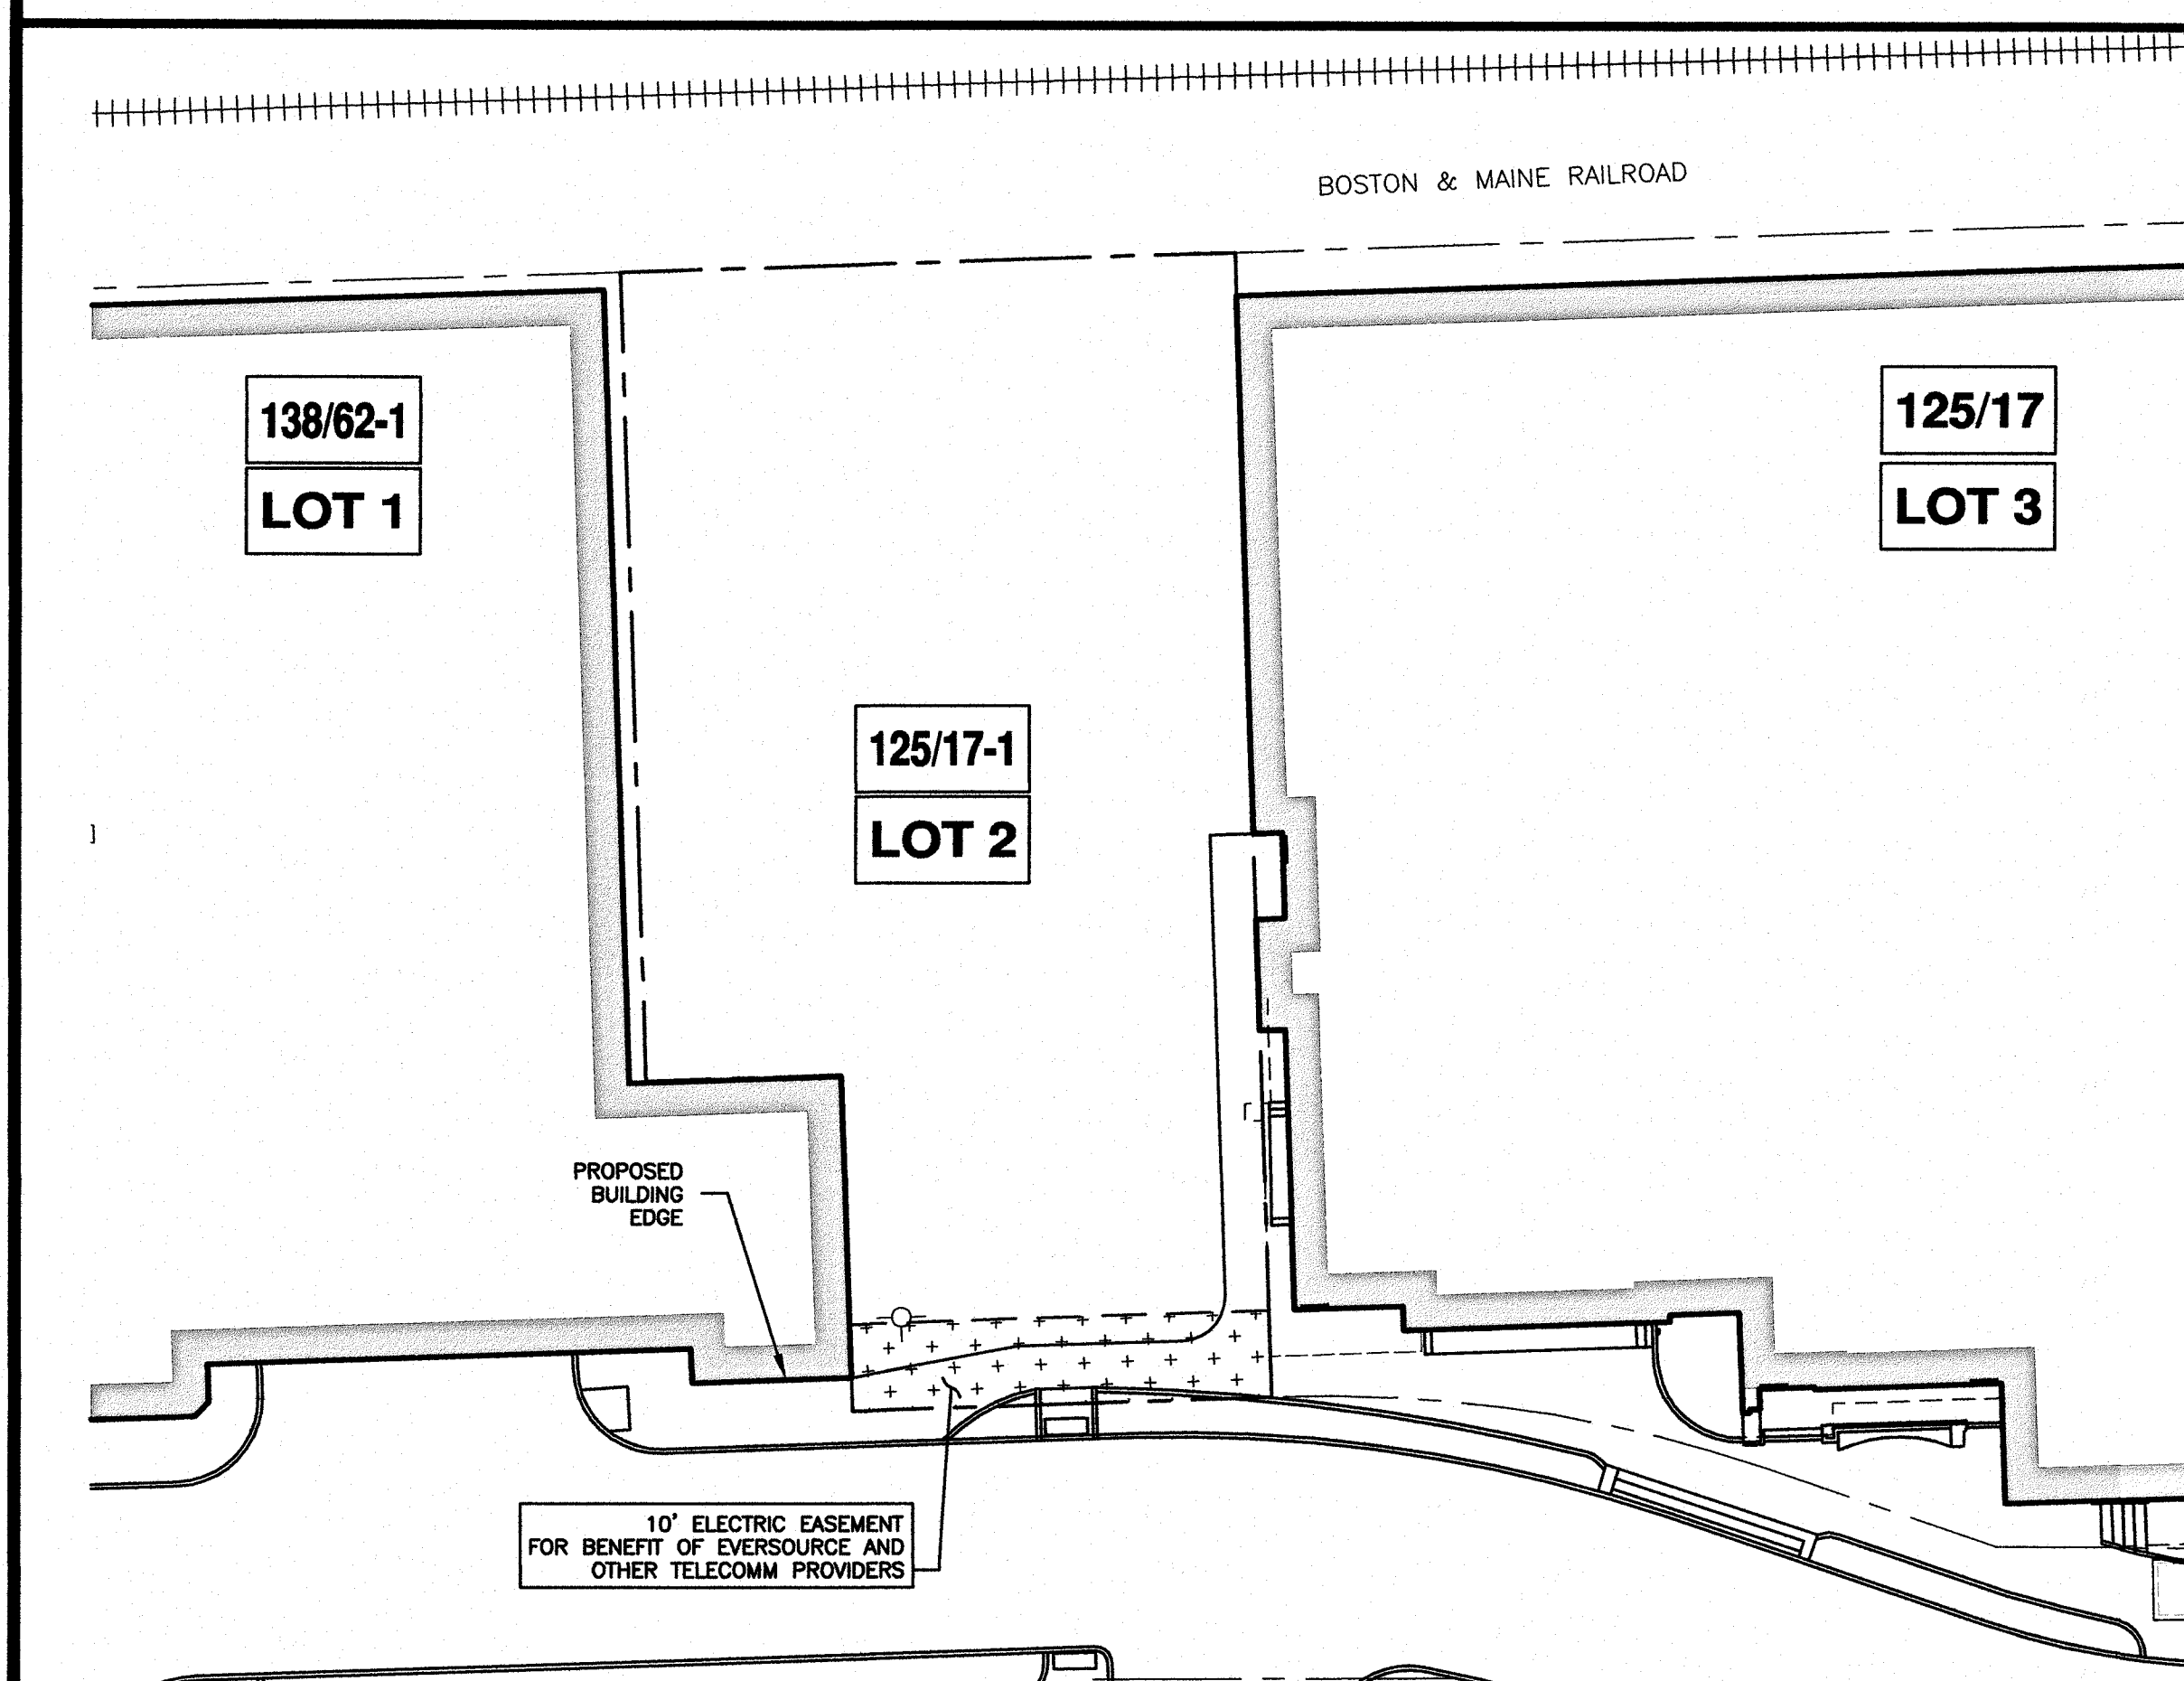 BOSTON & MAINE RAILROAD
138/62-1
LOT 1
125/17
LOT 3
125/17-1
LOT 2
PROPOSED
BUILDING
EDGE
10' ELECTRIC EASEMENT
FOR BENEFIT OF EVERSOURCE AND
OTHER TELECOMM PROVIDERS